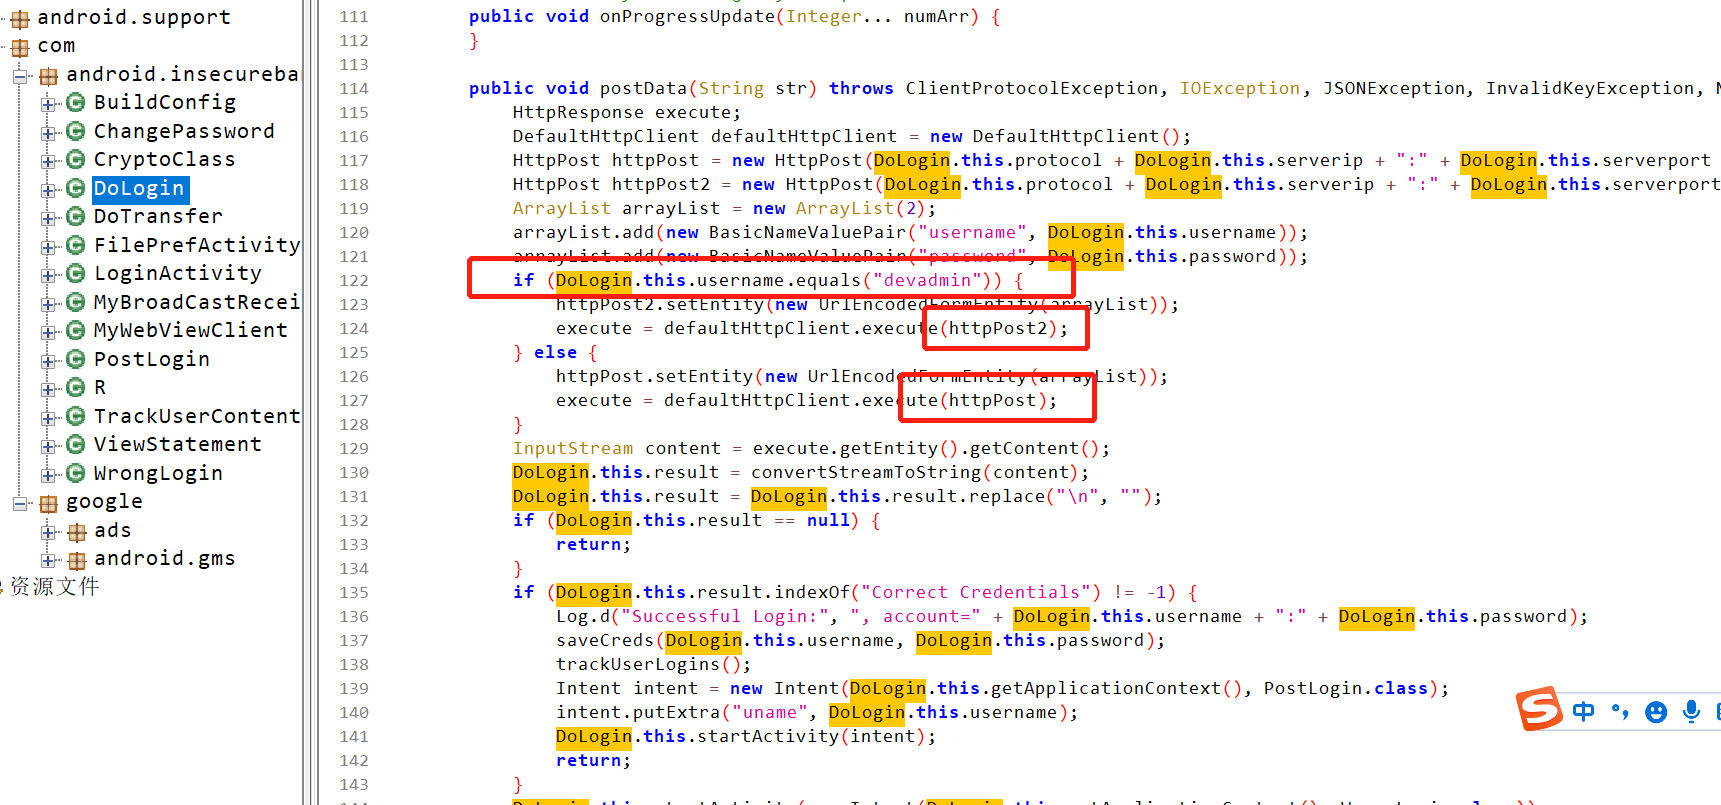 android.support
com
android.insecureba
BuildConfig
ChangePassword
CryptoClass
DoLogin
DoTransfer
FilePrefActivity
LoginActivity
MyBroadCastRecei
MyWebViewClient
PostLogin
R
TrackUserContent
ViewStatement
WrongLogin
google
ads
android.gms
资源文件
111 public void onProgressUpdate(Integer... numArr) {
112 }
113
114 public void postData(String str) throws ClientProtocolException, IOException, JSONException, InvalidKeyException, N
115 HttpResponse execute;
116 DefaultHttpClient defaultHttpClient = new DefaultHttpClient();
117 HttpPost httpPost = new HttpPost(DoLogin.this.protocol + DoLogin.this.serverip + ":" + DoLogin.this.serverport
118 HttpPost httpPost2 = new HttpPost(DoLogin.this.protocol + DoLogin.this.serverip + ":" + DoLogin.this.serverport
119 ArrayList arrayList = new ArrayList(2);
120 arrayList.add(new BasicNameValuePair("username", DoLogin.this.username));
121 arrayList.add(new BasicNameValuePair("password", DoLogin.this.password));
122 if (DoLogin.this.username.equals("devadmin")) {
123 httpPost2.setEntity(new UrlEncodedFormEntity(arrayList));
124 execute = defaultHttpClient.execute(httpPost2);
125 } else {
126 httpPost.setEntity(new UrlEncodedFormEntity(arrayList));
127 execute = defaultHttpClient.execute(httpPost);
128 }
129 InputStream content = execute.getEntity().getContent();
130 DoLogin.this.result = convertStreamToString(content);
131 DoLogin.this.result = DoLogin.this.result.replace("\n", "");
132 if (DoLogin.this.result == null) {
133 return;
134 }
135 if (DoLogin.this.result.indexOf("Correct Credentials") != -1) {
136 Log.d("Successful Login:", ", account=" + DoLogin.this.username + ":" + DoLogin.this.password);
137 saveCreds(DoLogin.this.username, DoLogin.this.password);
138 trackUserLogins();
139 Intent intent = new Intent(DoLogin.this.getApplicationContext(), PostLogin.class);
140 intent.putExtra("uname", DoLogin.this.username);
141 DoLogin.this.startActivity(intent);
142 return;
143 }
中